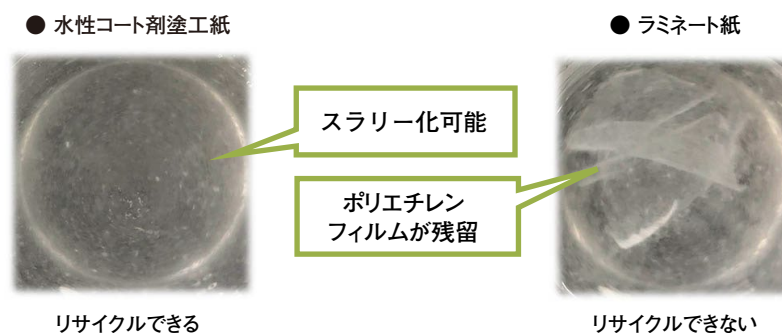 ● 水性コート剤塗工紙
● ラミネート紙
スラリー化可能
ポリエチレン
フィルムが残留
リサイクルできる
リサイクルできない